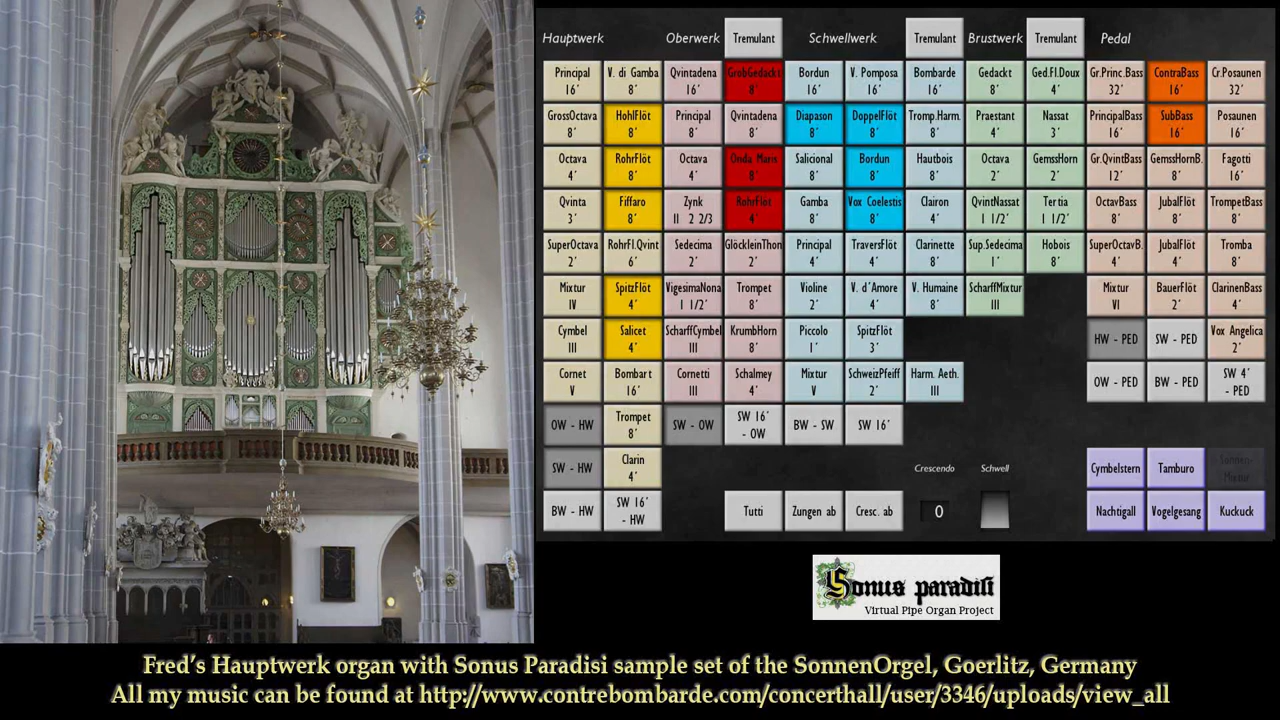 Hauptwerk Oberwerk Tremulant Schwellwerk Tremulant Brustwerk Tremulant Pedal
Principal 16' V. di Gamba 8' Qvintadena 16' GrobGedackt 8' Bordun 16' V. Pomposa 16' Bombarde 16' Gedackt 8' Ged.Fl.Doux 4' Gr.Princ.Bass 32' ContraBass 16' Cr.Posaunen 32'
GrossOctava 8' HohlFlöt 8' Principal 8' Qvintadena 8' Diapason 8' DoppelFlöt 8' Tromp.Harm. 8' Praestant 4' Nassat 3' PrincipalBass 16' SubBass 16' Posaunen 16'
Octava 4' RohrFlöt 8' Octava 4' Onda Maris 8' Salicional 8' Bordun 8' Hautbois 8' Octava 2' GemssHorn 2' Gr.QvintBass 12' GemssHornB. 8' Fagotti 16'
Qvinta 3' Fiffaro 8' Zynk II 2 2/3 RohrFlöt 4' Gamba 8' Vox Coelestis 8' Clairon 4' QvintNassat 1 1/2' Tertia 1 1/2' OctavBass 8' JubalFlöt 8' TrompetBass 8'
SuperOctava 2' RohrFl.Qvint 6' Sedecima 2' GlöckleinThon 2' Principal 4' TraversFlöt 4' Clarinette 8' Sup.Sedecima 1' Hobois 8' SuperOctavB. 4' JubalFlöt 4' Tromba 8'
Mixtur IV SpitzFlöt 4' VigesimaNona 1 1/2' Trompet 8' Violine 2' V. d'Amore 4' V. Humaine 8' ScharffMixtur III Mixtur VI BauerFlöt 2' ClarinenBass 4'
Cymbel III Salicet 4' ScharffCymbel III KrumbHorn 8' Piccolo 1' SpitzFlöt 3' HW - PED SW - PED Vox Angelica 2'
Cornet V Bombart 16' Cornetti III Schalmey 4' Mixtur V SchweizPfeiff 2' Harm. Aeth. III OW - PED BW - PED SW 4' - PED
OW - HW Trompet 8' SW - OW SW 16' - OW BW - SW SW 16'
SW - HW Clarin 4' Crescendo Schwell Cymbelstern Tamburo Sonnen-Mixtur
BW - HW SW 16' - HW Tutti Zungen ab Cresc. ab 0 Nachtigall Vogelgesang Kuckuck
Sonus paradisi
Virtual Pipe Organ Project
Fred's Hauptwerk organ with Sonus Paradisi sample set of the SonnenOrgel, Goerlitz, Germany
All my music can be found at http://www.contrebombarde.com/concerthall/user/3346/uploads/view_all